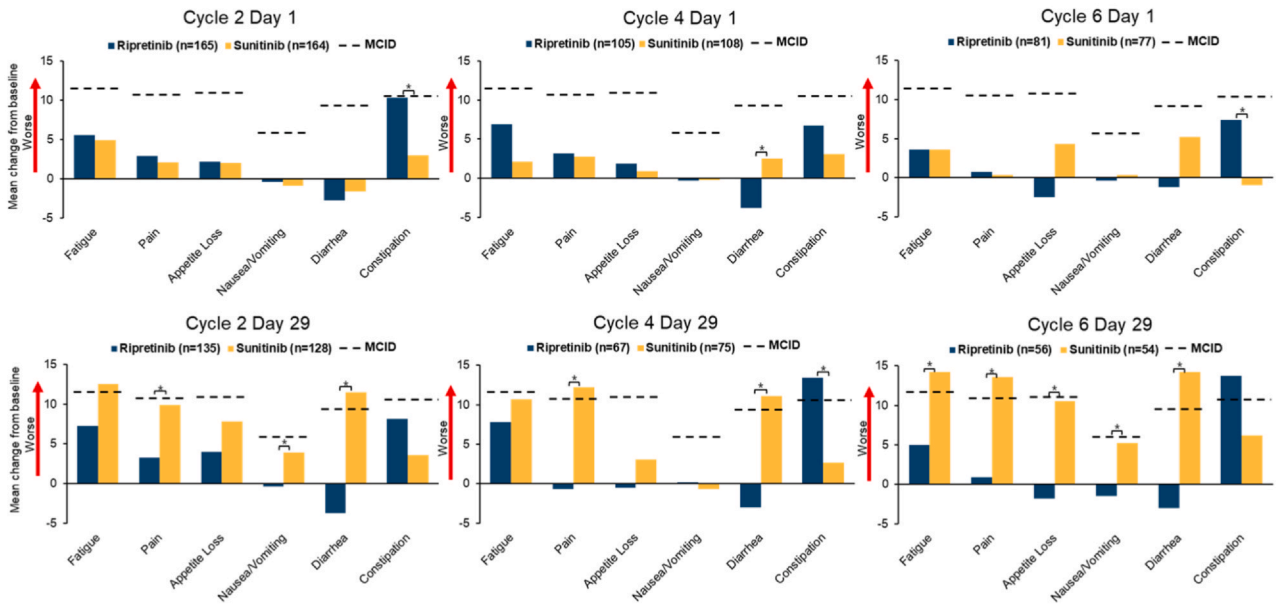 Cycle 2 Day 1
Ripretinib (n=165) Sunitinib (n=164) MCID
Mean change from baseline
Worse
15
10
5
0
-5
*
Fatigue
Pain
Appetite Loss
Nausea/Vomiting
Diarrhea
Constipation
Cycle 4 Day 1
Ripretinib (n=105) Sunitinib (n=108) MCID
Worse
15
10
5
0
-5
*
Fatigue
Pain
Appetite Loss
Nausea/Vomiting
Diarrhea
Constipation
Cycle 6 Day 1
Ripretinib (n=81) Sunitinib (n=77) MCID
Worse
15
10
5
0
-5
*
Fatigue
Pain
Appetite Loss
Nausea/Vomiting
Diarrhea
Constipation
Cycle 2 Day 29
Ripretinib (n=135) Sunitinib (n=128) MCID
Mean change from baseline
Worse
15
10
5
0
-5
* * *
Fatigue
Pain
Appetite Loss
Nausea/Vomiting
Diarrhea
Constipation
Cycle 4 Day 29
Ripretinib (n=67) Sunitinib (n=75) MCID
Worse
15
10
5
0
-5
* * *
Fatigue
Pain
Appetite Loss
Nausea/Vomiting
Diarrhea
Constipation
Cycle 6 Day 29
Ripretinib (n=56) Sunitinib (n=54) MCID
Worse
15
10
5
0
-5
* * * * *
Fatigue
Pain
Appetite Loss
Nausea/Vomiting
Diarrhea
Constipation